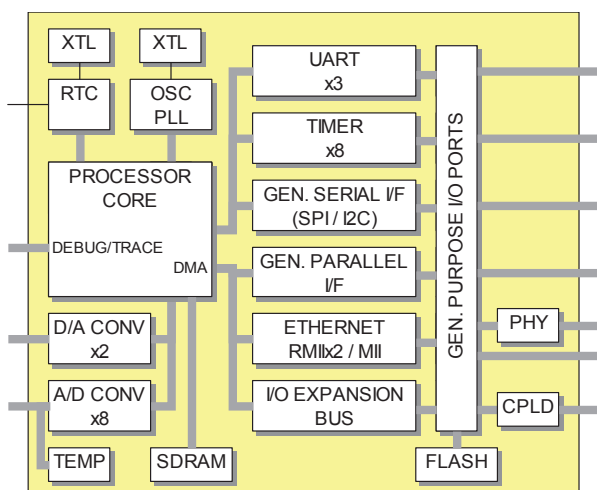 XTL
XTL
UART
x3
RTC
OSC
PLL
TIMER
x8
PROCESSOR
CORE
GEN. SERIAL I/F
(SPI / I2C)
DEBUG/TRACE
DMA
GEN. PARALLEL
I/F
GEN. PURPOSE I/O PORTS
D/A CONV
x2
ETHERNET
RMIIx2 / MII
PHY
A/D CONV
x8
I/O EXPANSION
BUS
CPLD
TEMP
SDRAM
FLASH